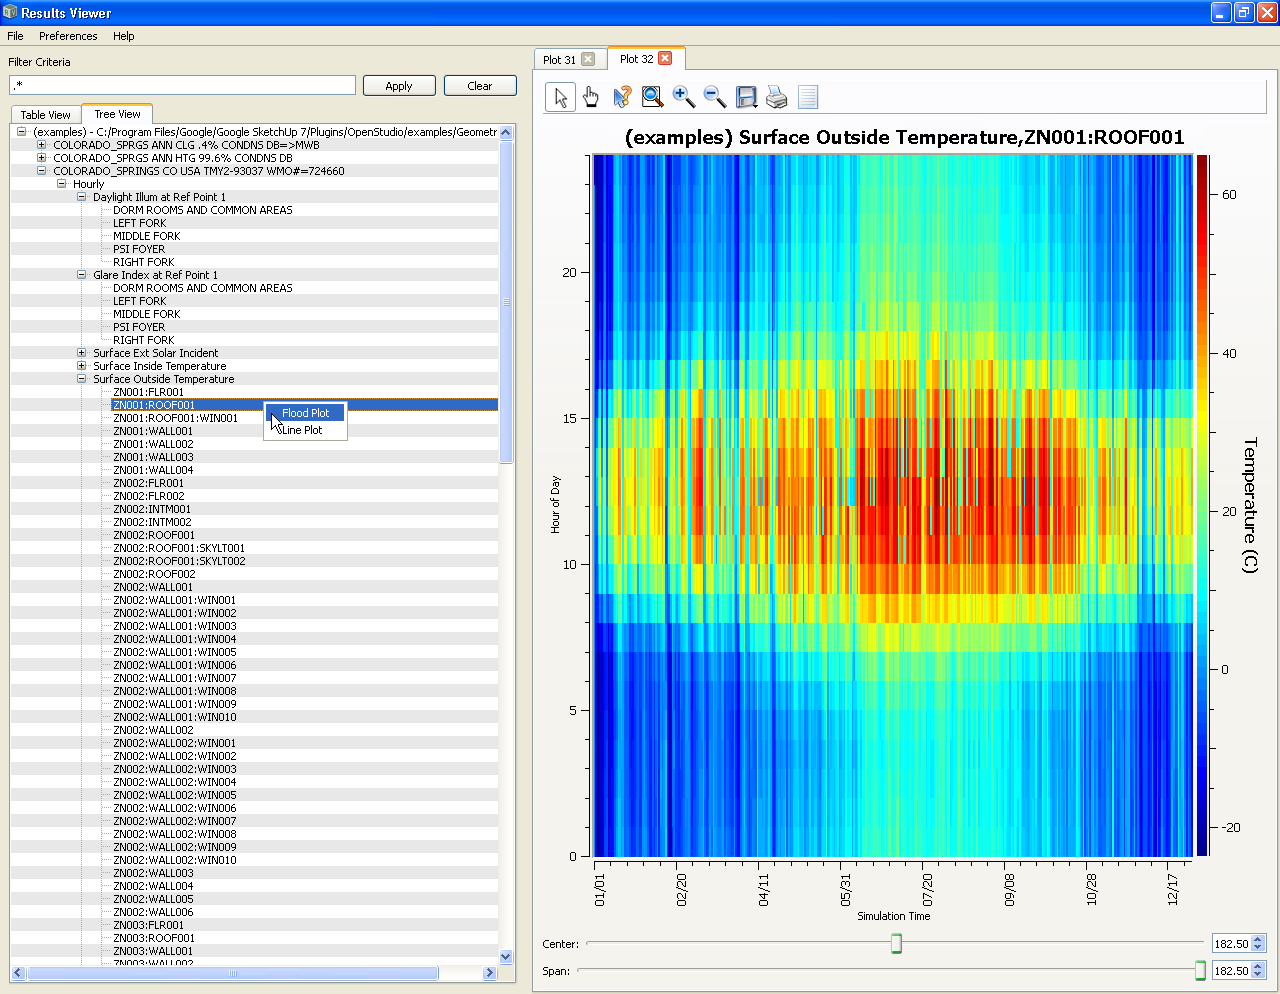 Results Viewer
File Preferences Help
Filter Criteria
.*
Apply
Clear
Table View
Tree View
(examples) - C:/Program Files/Google/Google SketchUp 7/Plugins/OpenStudio/examples/Geometr
COLORADO_SPRGS ANN CLG .4% CONDNS DB=>MWB
COLORADO_SPRGS ANN HTG 99.6% CONDNS DB
COLORADO_SPRINGS CO USA TMY2-93037 WMO#=724660
Hourly
Daylight Illum at Ref Point 1
DORM ROOMS AND COMMON AREAS
LEFT FORK
MIDDLE FORK
PSI FOYER
RIGHT FORK
Glare Index at Ref Point 1
DORM ROOMS AND COMMON AREAS
LEFT FORK
MIDDLE FORK
PSI FOYER
RIGHT FORK
Surface Ext Solar Incident
Surface Inside Temperature
Surface Outside Temperature
ZN001:FLR001
ZN001:ROOF001
ZN001:ROOF001:WIN001
ZN001:WALL001
ZN001:WALL002
ZN001:WALL003
ZN001:WALL004
ZN002:FLR001
ZN002:FLR002
ZN002:INTM001
ZN002:INTM002
ZN002:ROOF001
ZN002:ROOF001:SKYLT001
ZN002:ROOF001:SKYLT002
ZN002:ROOF002
ZN002:WALL001
ZN002:WALL001:WIN001
ZN002:WALL001:WIN002
ZN002:WALL001:WIN003
ZN002:WALL001:WIN004
ZN002:WALL001:WIN005
ZN002:WALL001:WIN006
ZN002:WALL001:WIN007
ZN002:WALL001:WIN008
ZN002:WALL001:WIN009
ZN002:WALL001:WIN010
ZN002:WALL002
ZN002:WALL002:WIN001
ZN002:WALL002:WIN002
ZN002:WALL002:WIN003
ZN002:WALL002:WIN004
ZN002:WALL002:WIN005
ZN002:WALL002:WIN006
ZN002:WALL002:WIN007
ZN002:WALL002:WIN008
ZN002:WALL002:WIN009
ZN002:WALL002:WIN010
ZN002:WALL003
ZN002:WALL004
ZN002:WALL005
ZN002:WALL006
ZN003:FLR001
ZN003:ROOF001
ZN003:WALL001
ZN003:WALL002
Flood Plot
Line Plot
Plot 31
Plot 32
(examples) Surface Outside Temperature,ZN001:ROOF001
20
15
10
5
0
Hour of Day
01/01
02/20
04/11
05/31
07/20
09/08
10/28
12/17
Simulation Time
60
40
20
0
-20
Temperature (C)
Center:
182.50
Span:
182.50